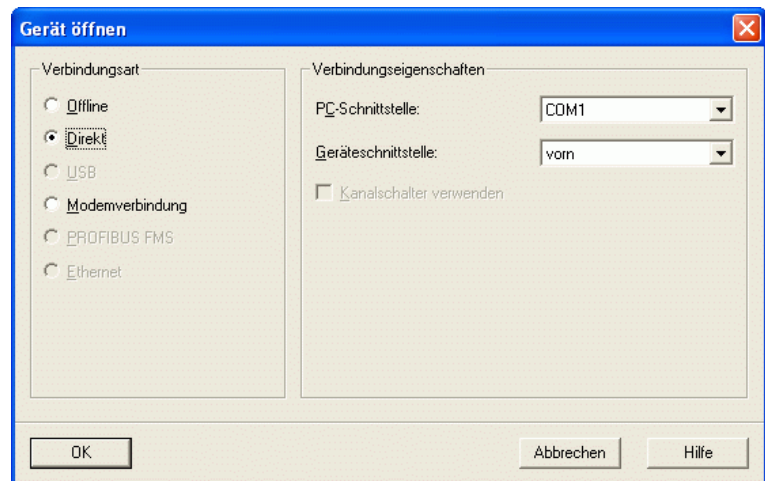 Gerät öffnen
Verbindungsart
Offline
Direkt
USB
Modemverbindung
PROFIBUS FMS
Ethernet
Verbindungseigenschaften
PC-Schnittstelle: COM1
Geräteschnittstelle: vorn
Kanalschalter verwenden
OK Abbrechen Hilfe